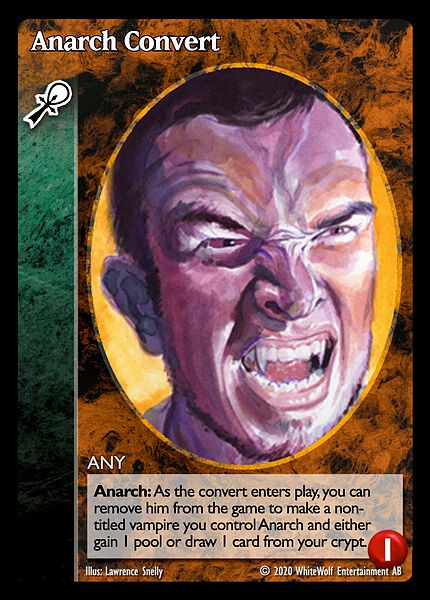 Anarch Convert
ANY
Anarch: As the convert enters play, you can
remove him from the game to make a non-
titled vampire you control Anarch and either
gain 1 pool or draw 1 card from your crypt.
1
Illus: Lawrence Snelly
© 2020 WhiteWolf Entertainment AB